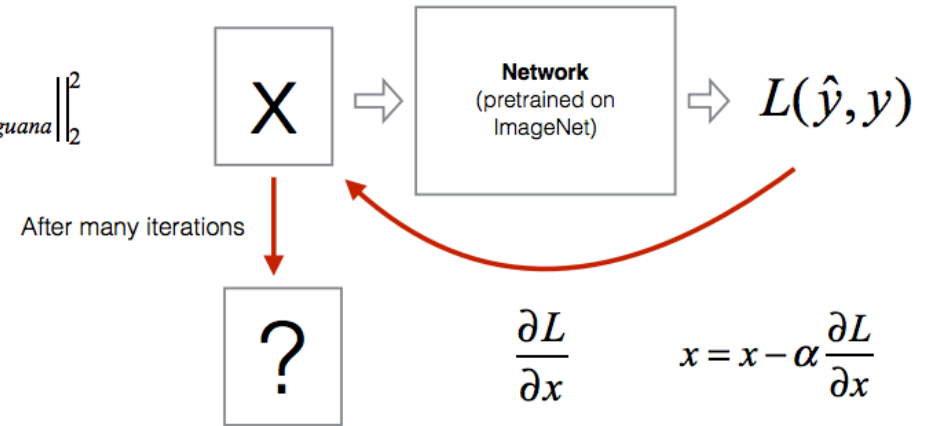 guana‖²₂
X
Network
(pretrained on
ImageNet)
L(ŷ, y)
After many iterations
?
∂L/∂x
x = x − α ∂L/∂x